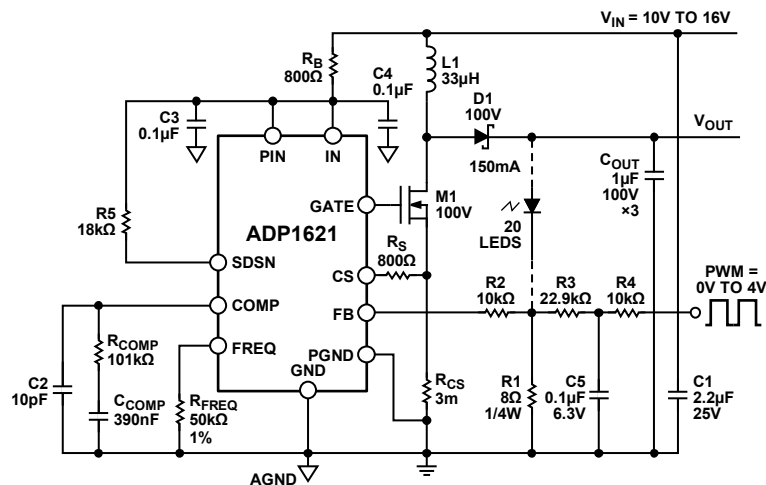 VIN = 10V TO 16V
RB
800Ω
C4
0.1µF
L1
33µH
C3
0.1µF
D1
100V
VOUT
PIN
IN
150mA
COUT
1µF
100V
×3
GATE
M1
100V
R5
18kΩ
ADP1621
20
LEDS
RS
800Ω
PWM =
0V TO 4V
SDSN
CS
R2
10kΩ
R3
22.9kΩ
R4
10kΩ
COMP
FB
RCOMP
101kΩ
FREQ
PGND
GND
C2
10pF
CCOMP
390nF
RFREQ
50kΩ
1%
RCS
3m
R1
8Ω
1/4W
C5
0.1µF
6.3V
C1
2.2µF
25V
AGND